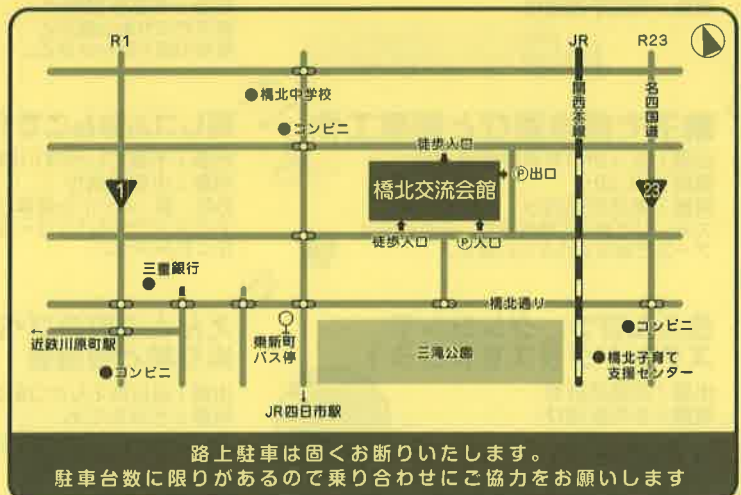 R1
JR
R23
橋北中学校
コンビニ
関西本線
名四国道
徒歩入口
Ⓟ出口
橋北交流会館
1
23
徒歩入口
Ⓟ入口
三重銀行
橋北通り
←
近鉄川原町駅
東新町
バス停
三滝公園
コンビニ
コンビニ
橋北子育て
支援センター
↓
JR四日市駅
路上駐車は固くお断りいたします。
駐車台数に限りがあるので乗り合わせにご協力をお願いします